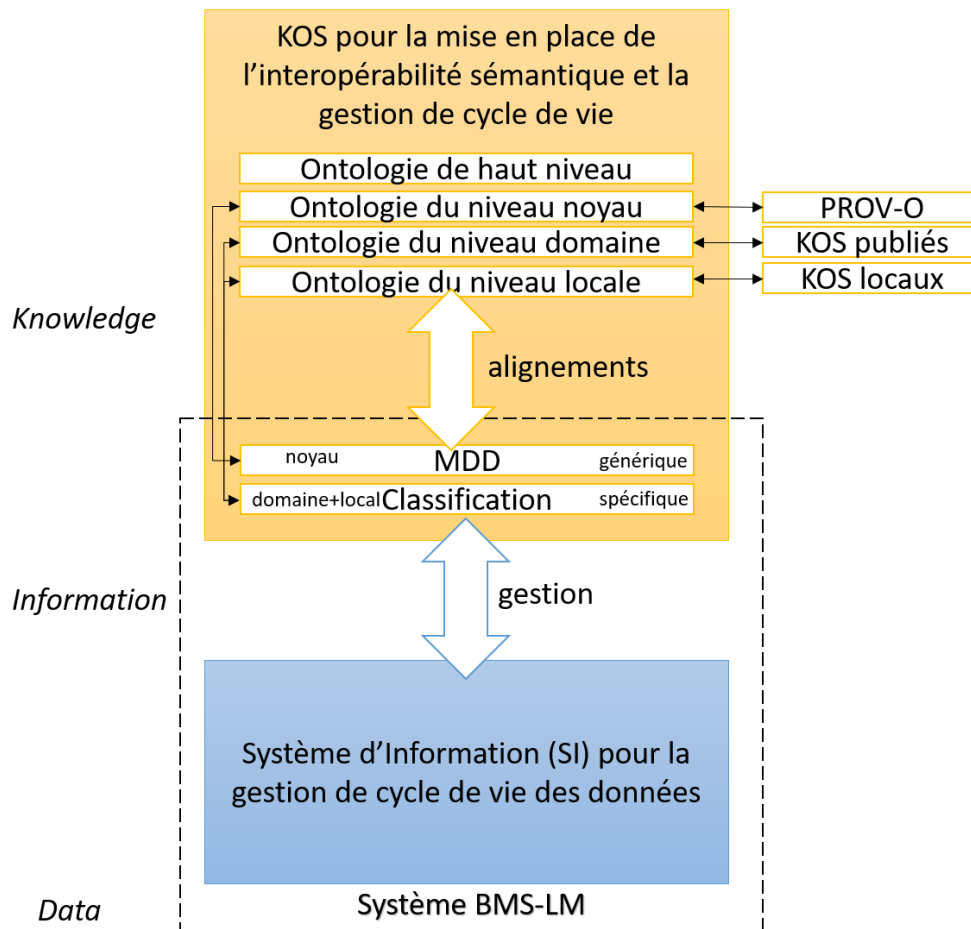 KOS pour la mise en place de
l'interopérabilité sémantique et la
gestion de cycle de vie
Ontologie de haut niveau
Ontologie du niveau noyau
PROV-O
Ontologie du niveau domaine
KOS publiés
Ontologie du niveau locale
KOS locaux
Knowledge
alignements
noyau MDD générique
domaine+local Classification spécifique
Information
gestion
Système d'Information (SI) pour la
gestion de cycle de vie des données
Système BMS-LM
Data